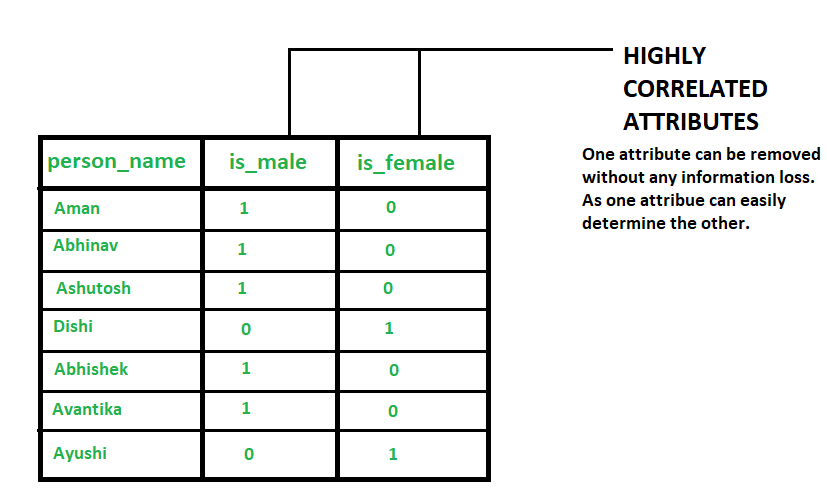 HIGHLY
CORRELATED
ATTRIBUTES
One attribute can be removed
without any information loss.
As one attribue can easily
determine the other.
person_name is_male is_female
Aman 1 0
Abhinav 1 0
Ashutosh 1 0
Dishi 0 1
Abhishek 1 0
Avantika 1 0
Ayushi 0 1